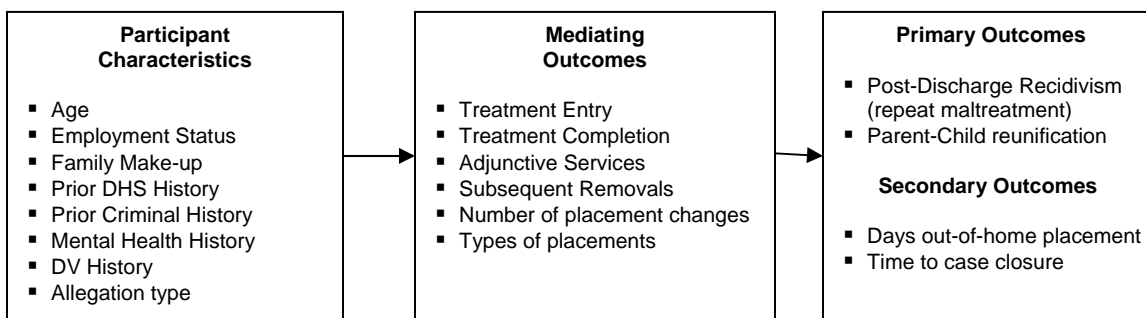 Participant
Characteristics
▪ Age
▪ Employment Status
▪ Family Make-up
▪ Prior DHS History
▪ Prior Criminal History
▪ Mental Health History
▪ DV History
▪ Allegation type
Mediating
Outcomes
▪ Treatment Entry
▪ Treatment Completion
▪ Adjunctive Services
▪ Subsequent Removals
▪ Number of placement changes
▪ Types of placements
Primary Outcomes
▪ Post-Discharge Recidivism
(repeat maltreatment)
▪ Parent-Child reunification
Secondary Outcomes
▪ Days out-of-home placement
▪ Time to case closure